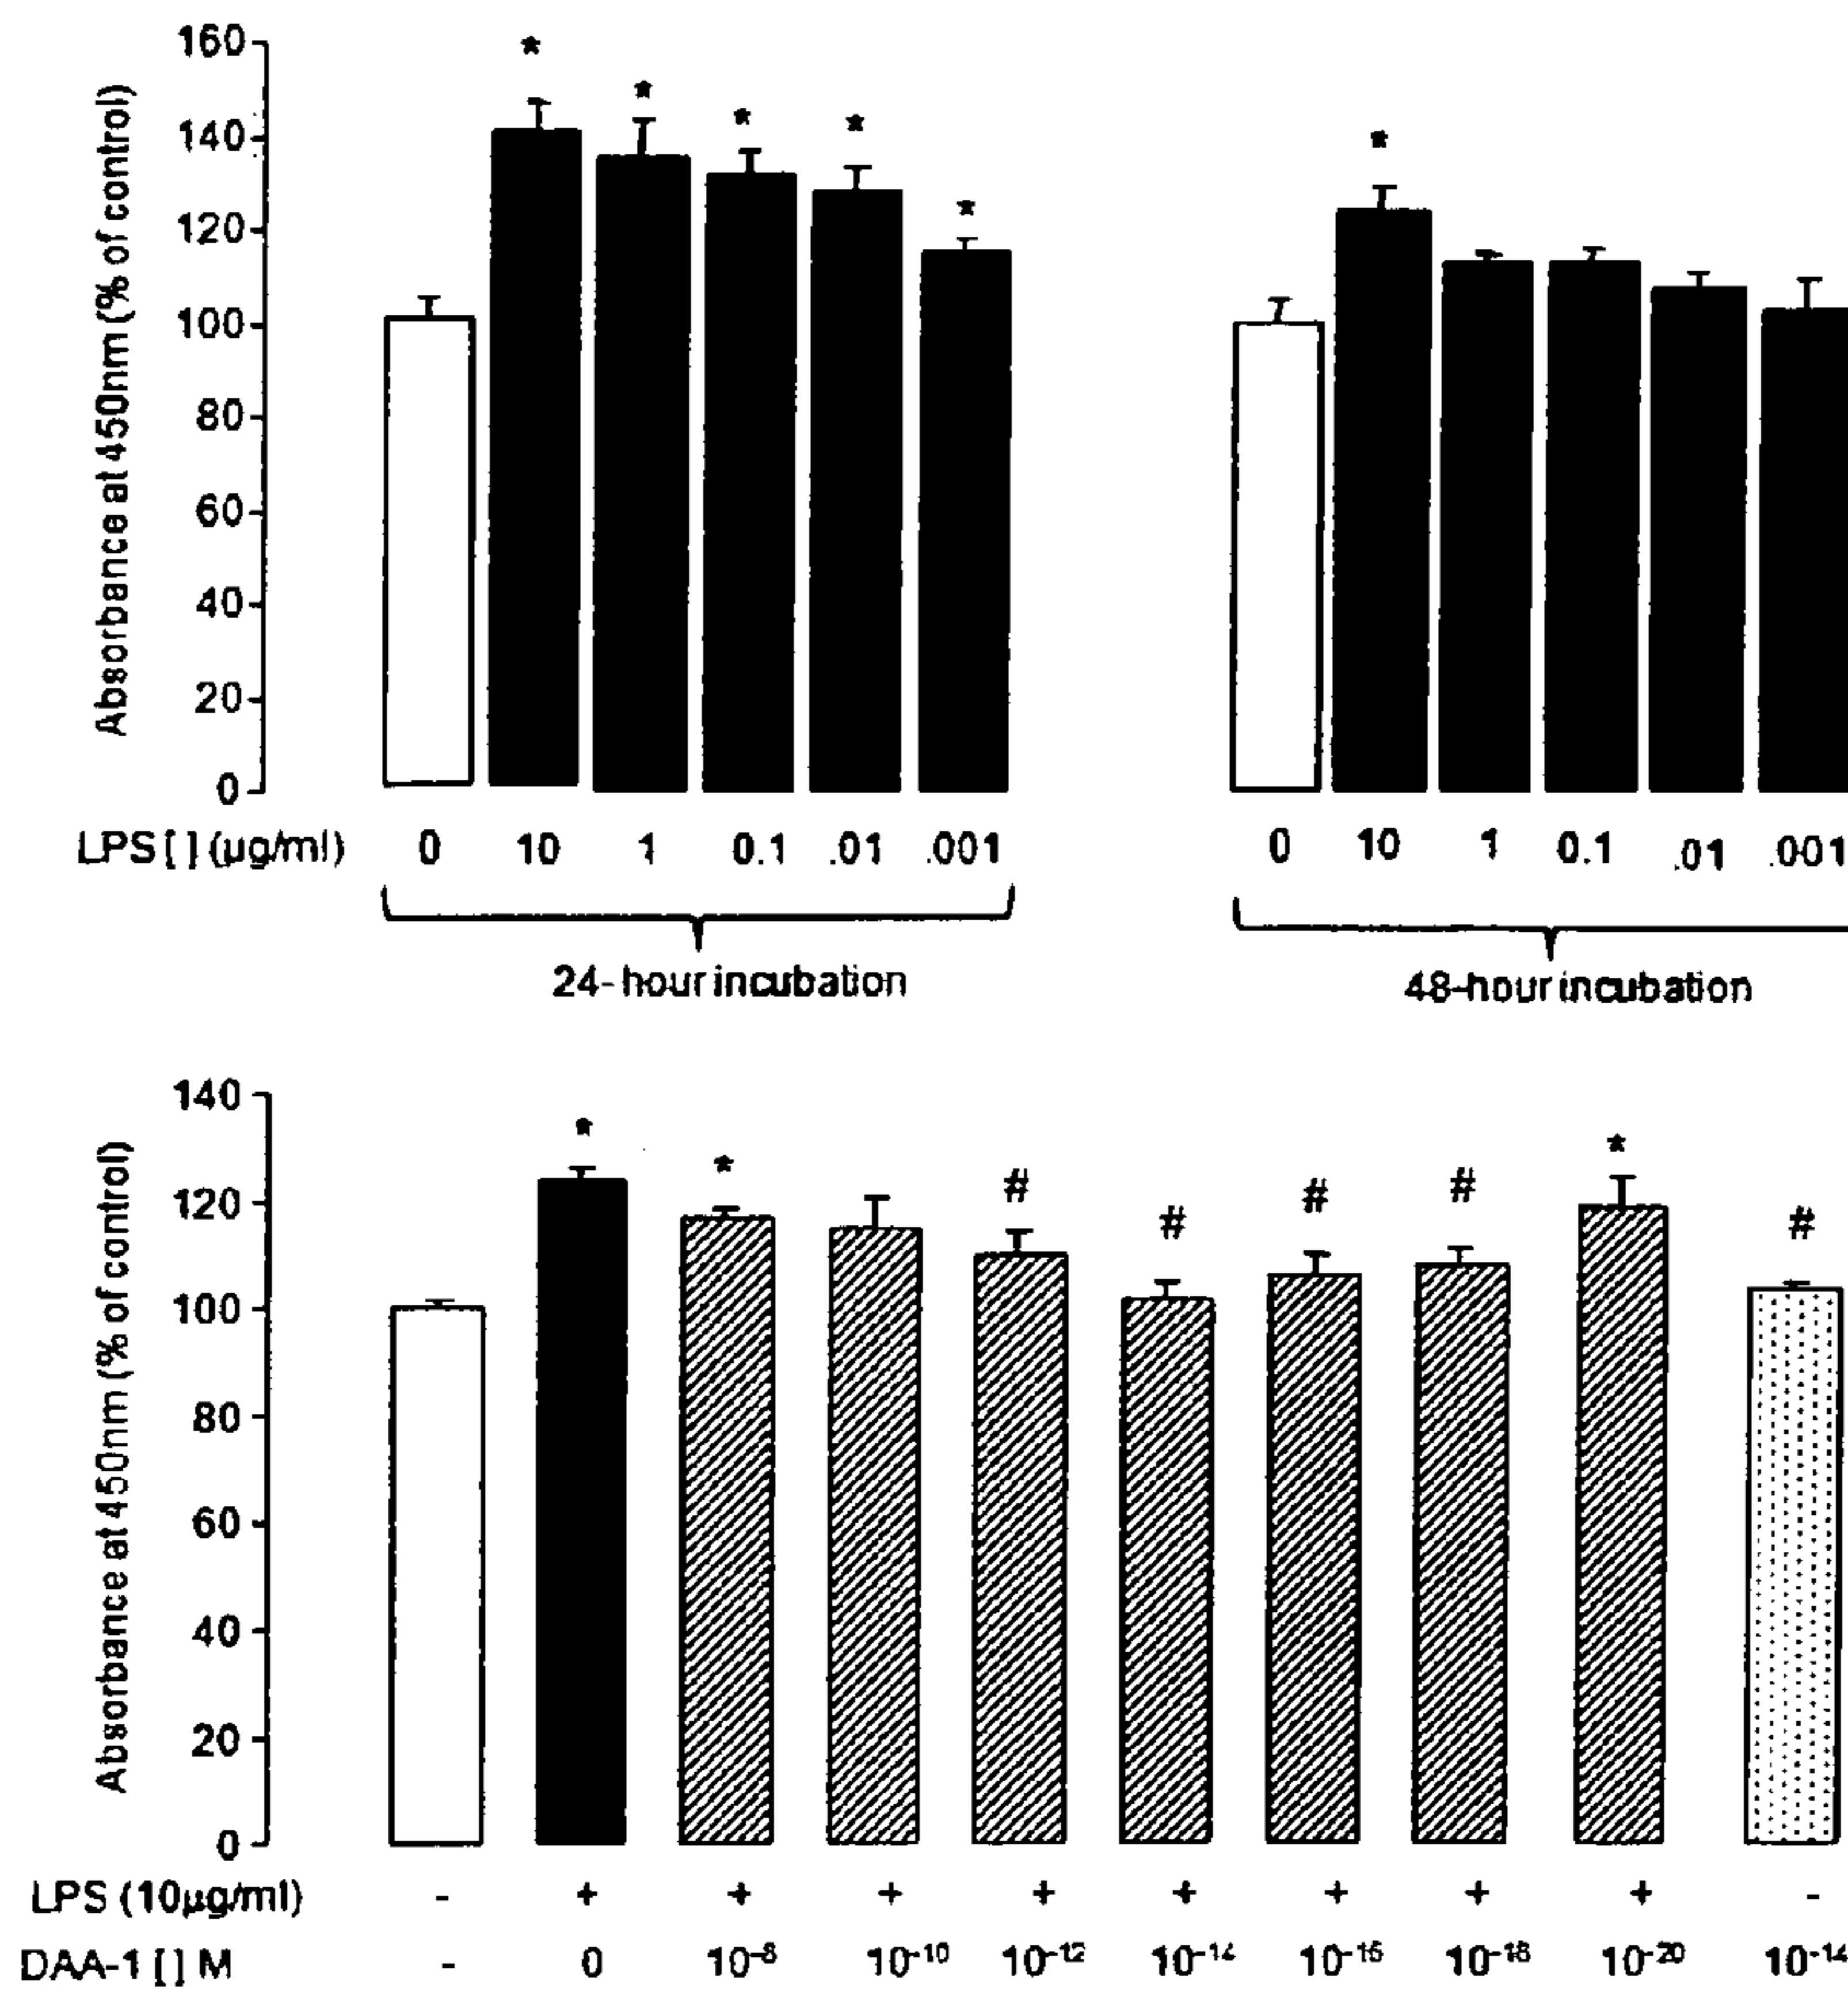 Absorbance at 450nm (% of control)
160
140
120
100
80
60
40
20
0
* * * * * *
LPS [ ] (µg/ml) 0 10 1 0.1 .01 .001 0 10 1 0.1 .01 .001
24-hour incubation 48-hour incubation
Absorbance at 450nm (% of control)
140
120
100
80
60
40
20
0
* * # # # # * #
LPS (10µg/ml) - + + + + + + + + -
DAA-1 [ ] M - 0 10⁻⁸ 10⁻¹⁰ 10⁻¹² 10⁻¹⁴ 10⁻¹⁶ 10⁻¹⁸ 10⁻²⁰ 10⁻¹⁴